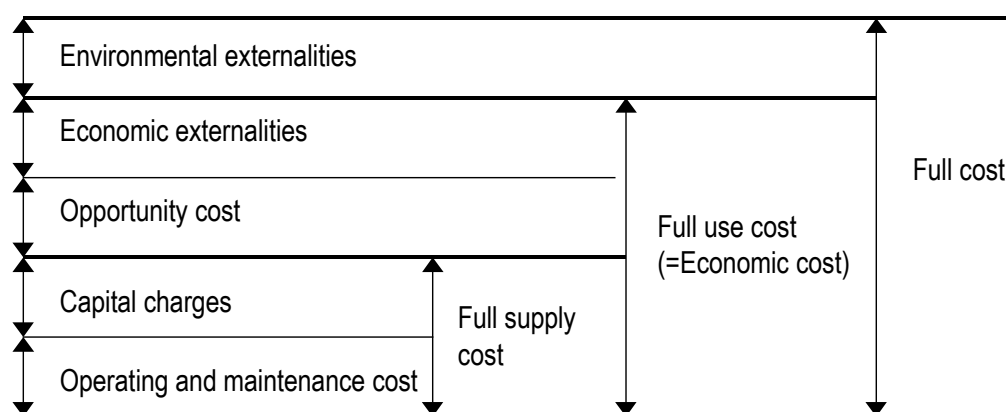 Environmental externalities
Economic externalities
Full cost
Opportunity cost
Full use cost
(=Economic cost)
Capital charges
Full supply
cost
Operating and maintenance cost